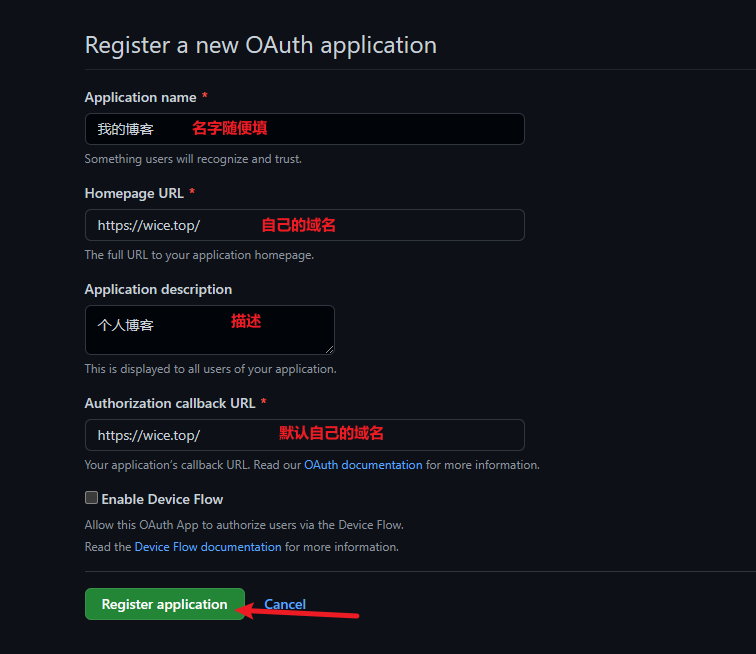 Register a new OAuth application
Application name *
我的博客 名字随便填
Something users will recognize and trust.
Homepage URL *
https://wice.top/ 自己的域名
The full URL to your application homepage.
Application description
个人博客 描述
This is displayed to all users of your application.
Authorization callback URL *
https://wice.top/ 默认自己的域名
Your application's callback URL. Read our OAuth documentation for more information.
Enable Device Flow
Allow this OAuth App to authorize users via the Device Flow.
Read the Device Flow documentation for more information.
Register application Cancel